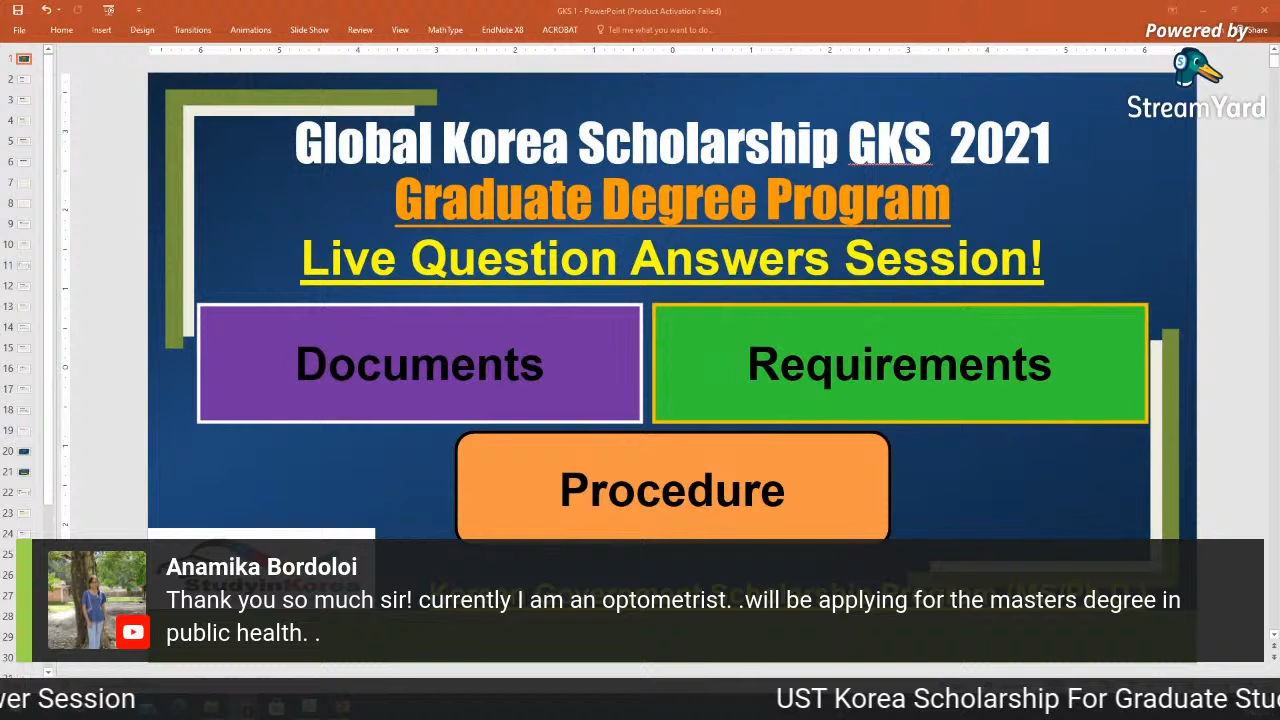 GKS 1 - PowerPoint (Product Activation Failed)
File Home Insert Design Transitions Animations Slide Show Review View MathType EndNote X8 ACROBAT Tell me what you want to do... Share
Powered by
StreamYard
Global Korea Scholarship GKS 2021
Graduate Degree Program
Live Question Answers Session!
Documents
Requirements
Procedure
Anamika Bordoloi
Thank you so much sir! currently I am an optometrist. .will be applying for the masters degree in
public health. .
wer Session
UST Korea Scholarship For Graduate Stu